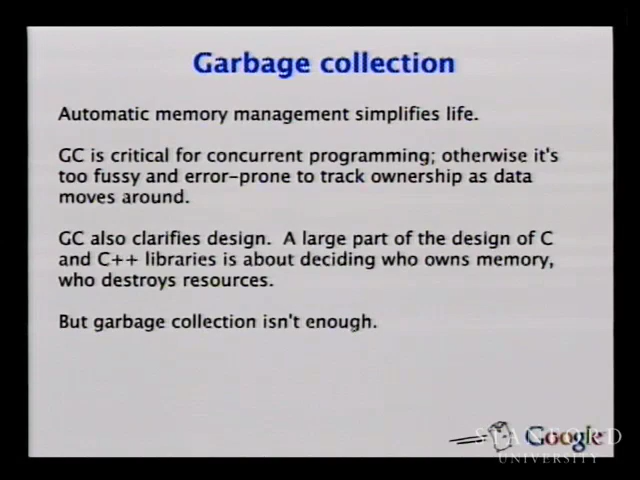 Garbage collection
Automatic memory management simplifies life.
GC is critical for concurrent programming; otherwise it's
too fussy and error-prone to track ownership as data
moves around.
GC also clarifies design.  A large part of the design of C
and C++ libraries is about deciding who owns memory,
who destroys resources.
But garbage collection isn't enough.
Google
STANFORD
UNIVERSITY